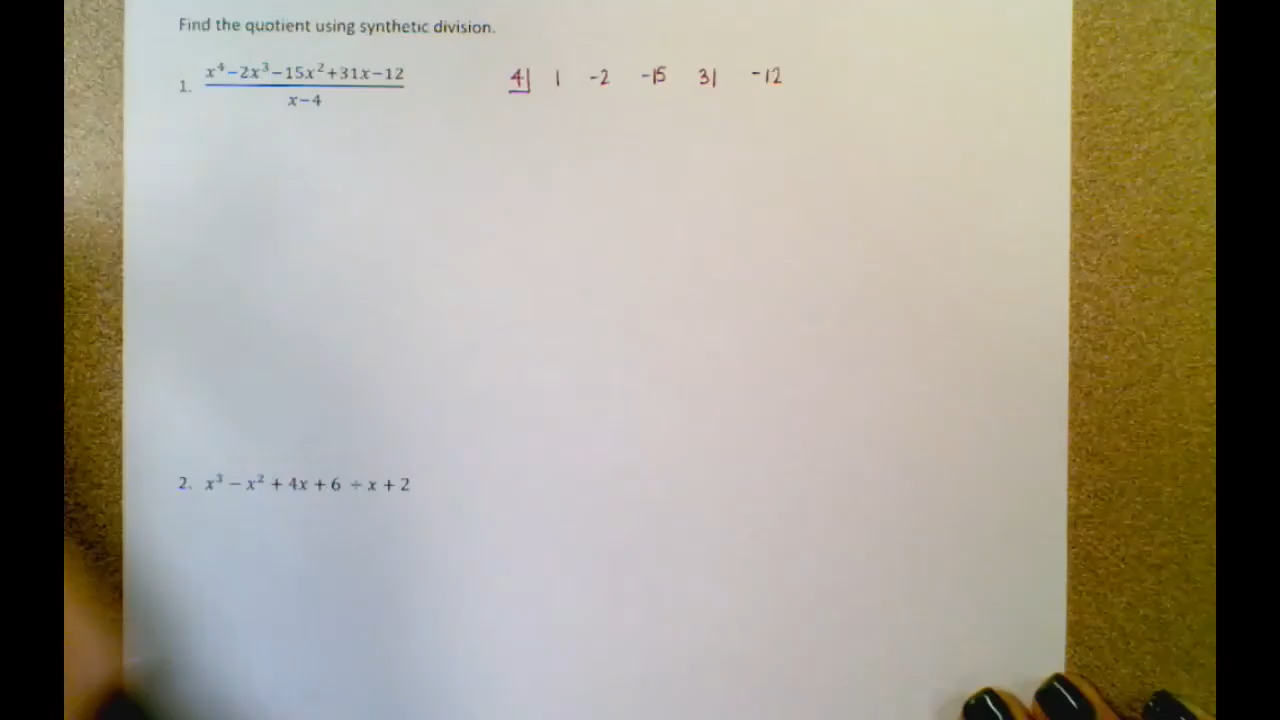 Find the quotient using synthetic division.
1. x⁴−2x³−15x²+31x−12
x−4
4| 1 -2 -15 31 -12
2. x³ − x² + 4x + 6 ÷ x + 2